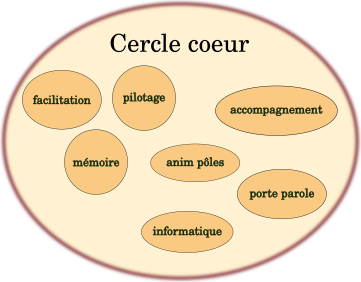 Cercle coeur
facilitation
pilotage
accompagnement
mémoire
anim pôles
porte parole
informatique